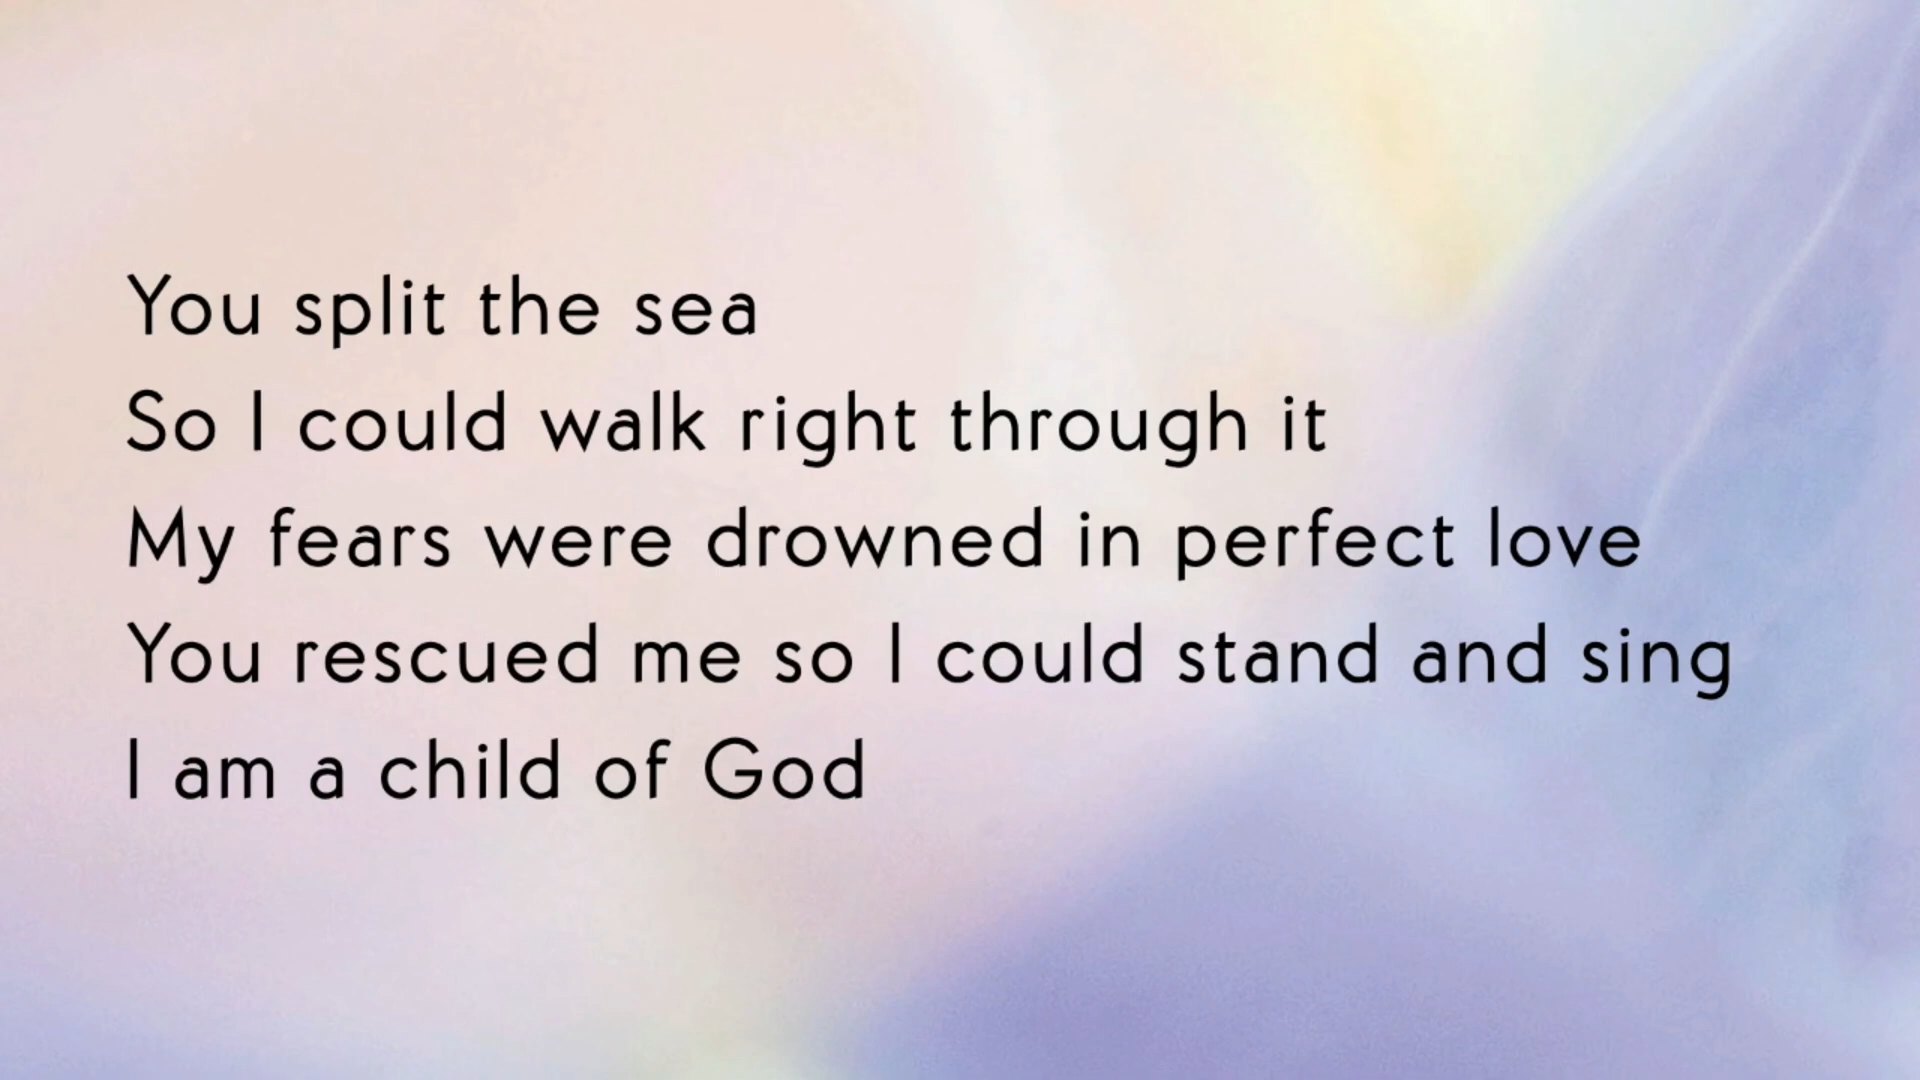 You split the sea
So I could walk right through it
My fears were drowned in perfect love
You rescued me so I could stand and sing
I am a child of God